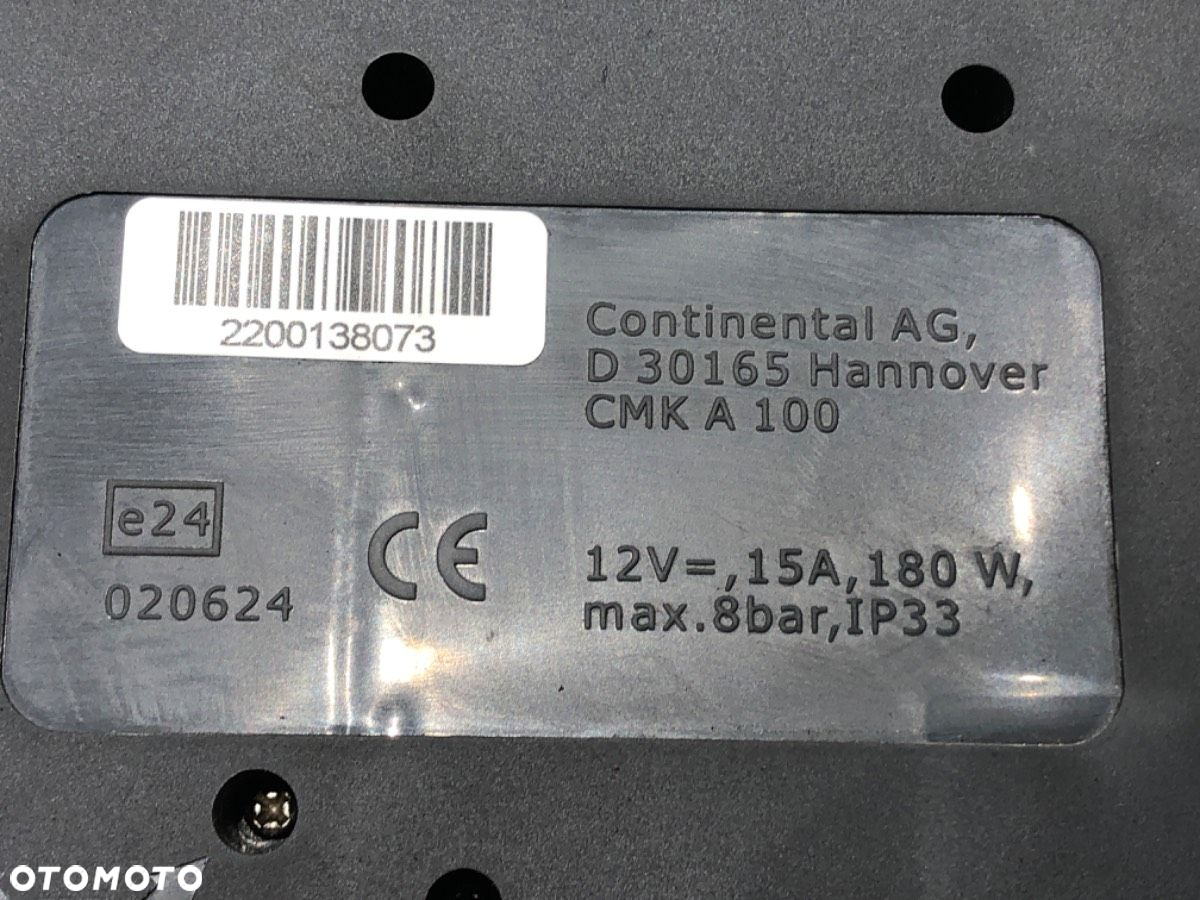 2200138073
Continental AG,
D 30165 Hannover
CMK A 100
e24
020624
CE
12V=,15A,180 W,
max.8bar,IP33
OTOMOTO